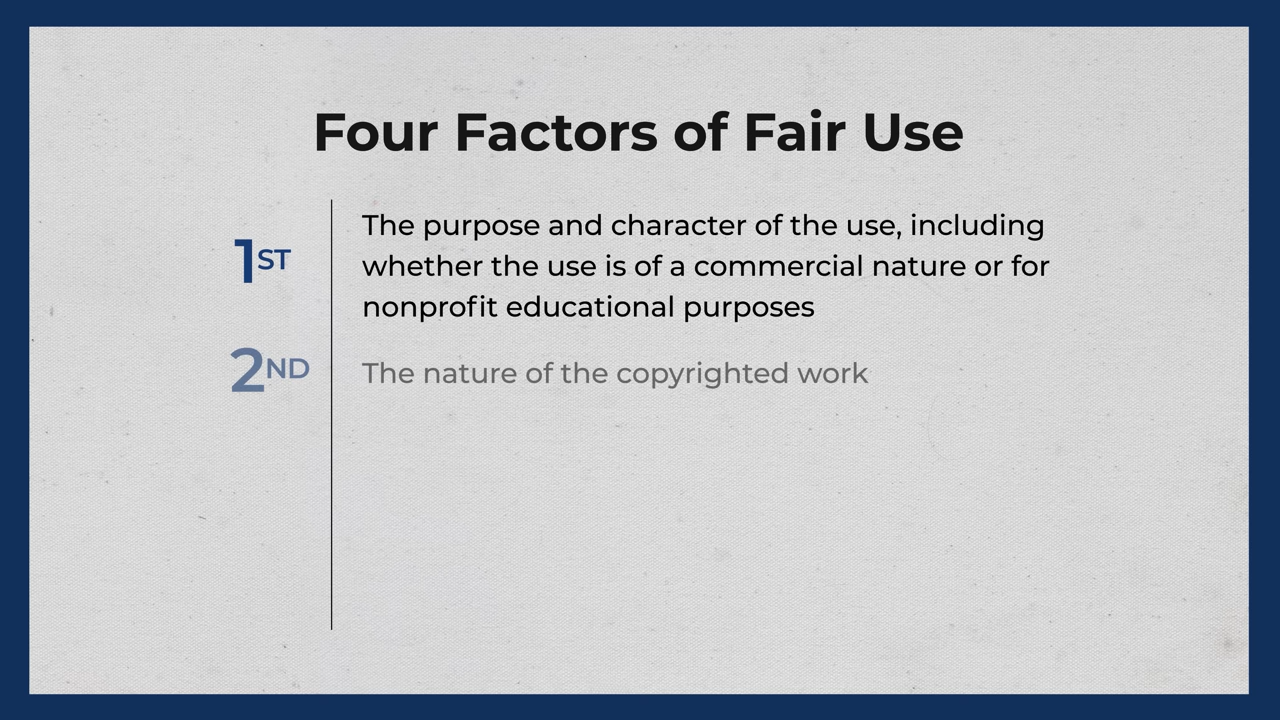 Four Factors of Fair Use
1ST
The purpose and character of the use, including
whether the use is of a commercial nature or for
nonprofit educational purposes
2ND
The nature of the copyrighted work